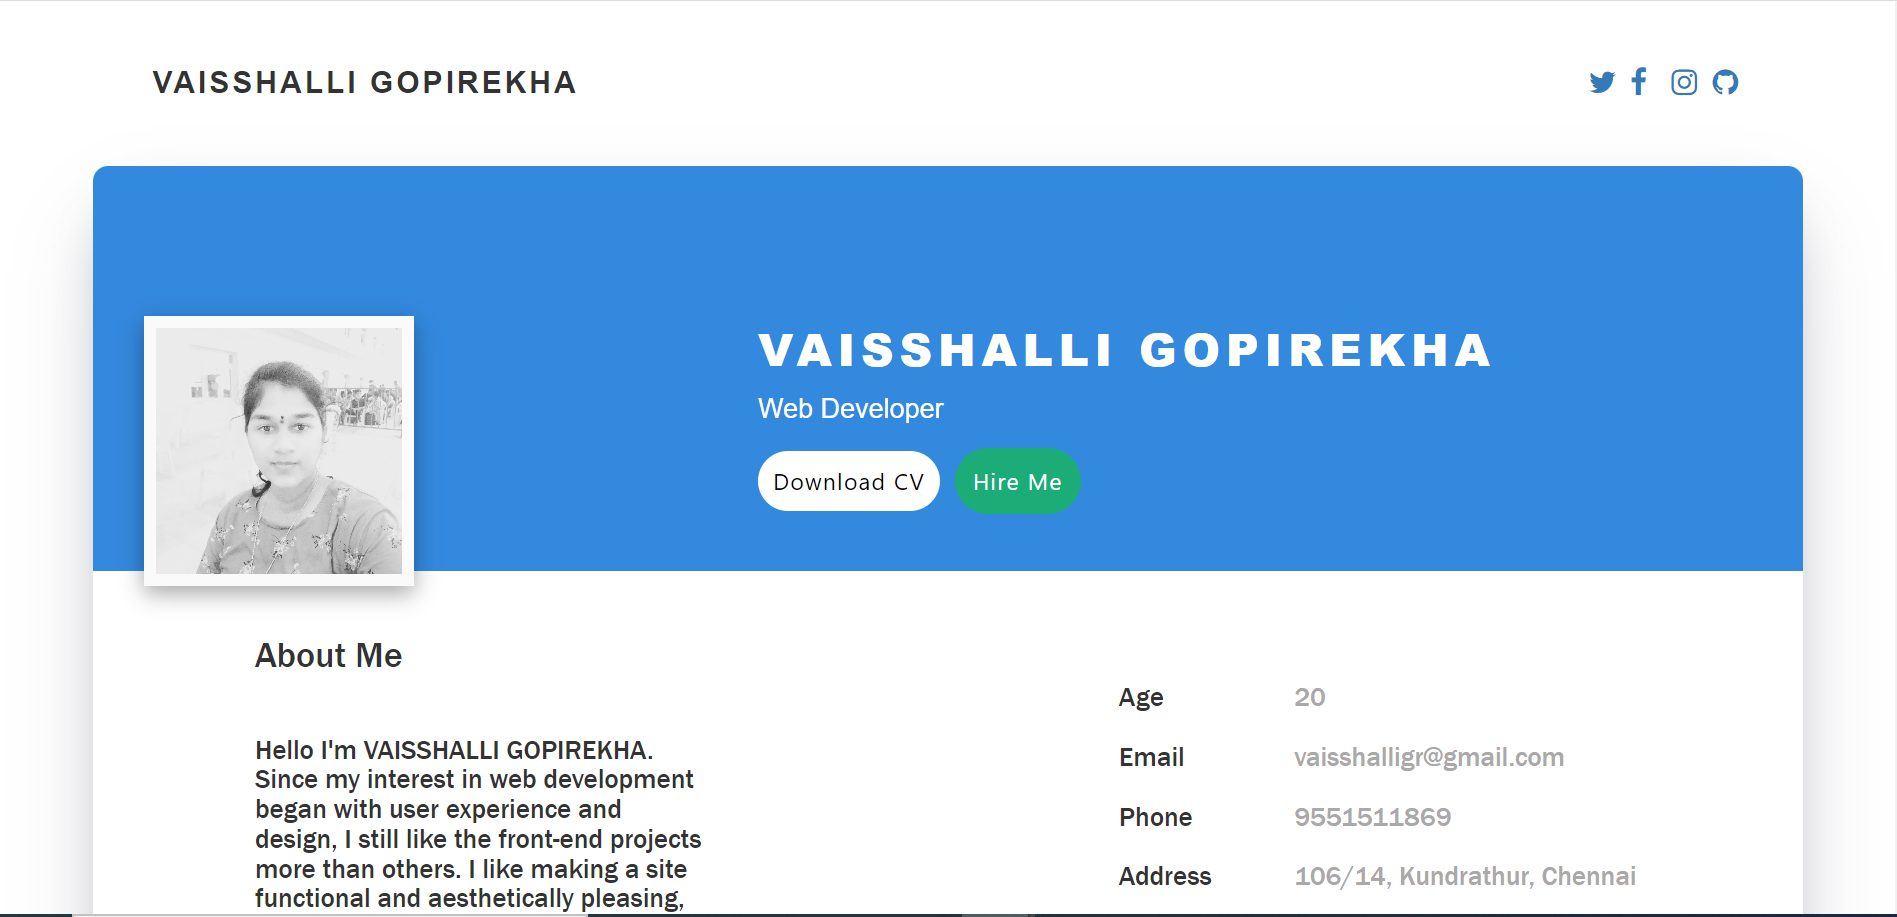 VAISSHALLI GOPIREKHA
VAISSHALLI GOPIREKHA
Web Developer
Download CV
Hire Me
About Me
Hello I'm VAISSHALLI GOPIREKHA.
Since my interest in web development
began with user experience and
design, I still like the front-end projects
more than others. I like making a site
functional and aesthetically pleasing,
Age 20
Email vaisshalligr@gmail.com
Phone 9551511869
Address 106/14, Kundrathur, Chennai